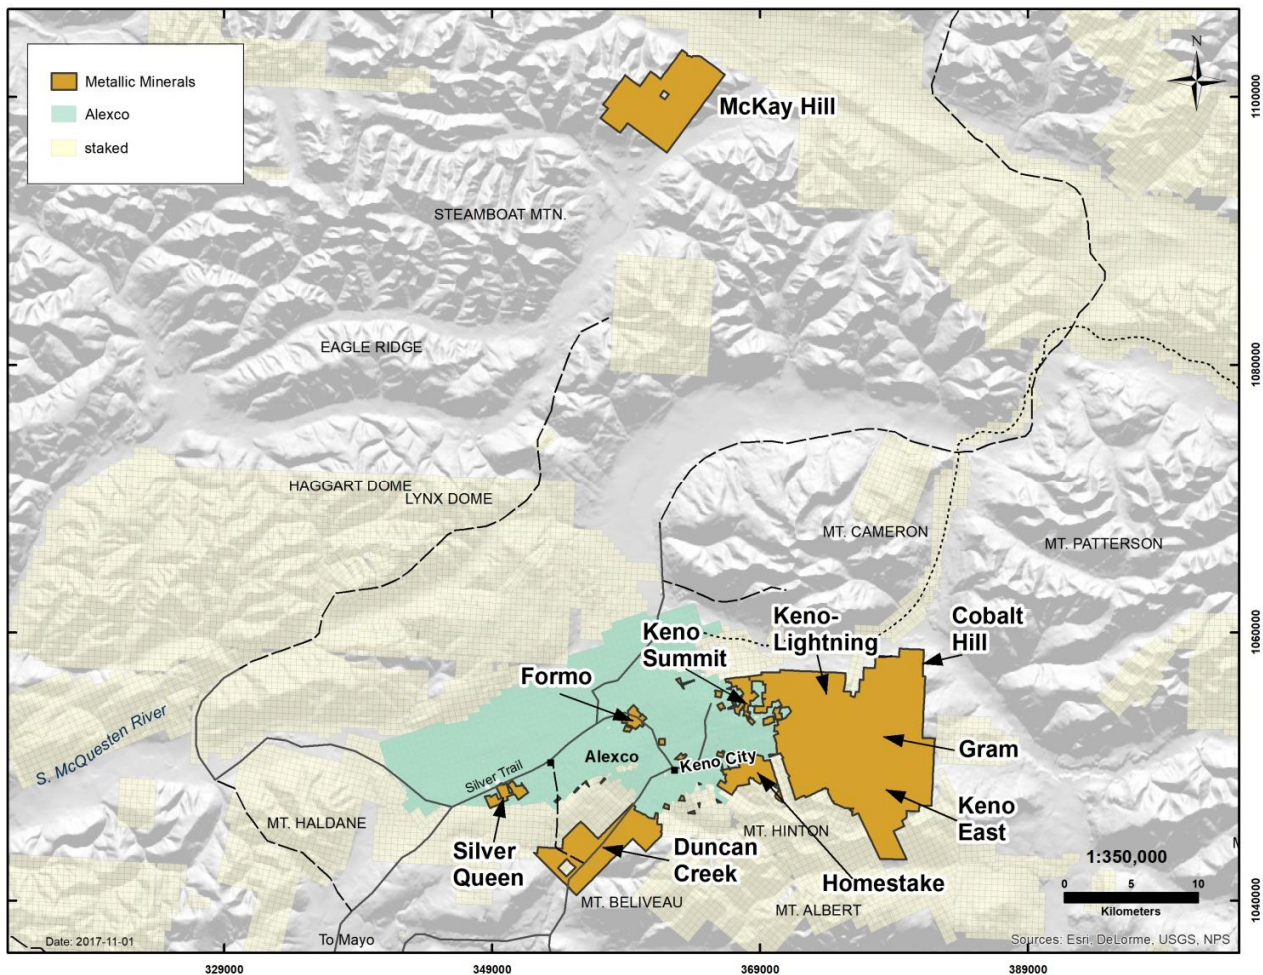 N
Metallic Minerals
Alexco
staked
McKay Hill
1100000
STEAMBOAT MTN.
EAGLE RIDGE
1080000
HAGGART DOME
LYNX DOME
MT. CAMERON
MT. PATTERSON
Keno
Summit
Keno-
Lightning
Cobalt
Hill
1060000
Formo
S. McQuesten River
Alexco
Keno City
Gram
Silver Trail
Keno
East
MT. HALDANE
MT. HINTON
Silver
Queen
Duncan
Creek
1:350,000
Homestake
0 5 10
Kilometers
MT. BELIVEAU
MT. ALBERT
1040000
Date: 2017-11-01
To Mayo
Sources: Esri, DeLorme, USGS, NPS
329000 349000 369000 389000